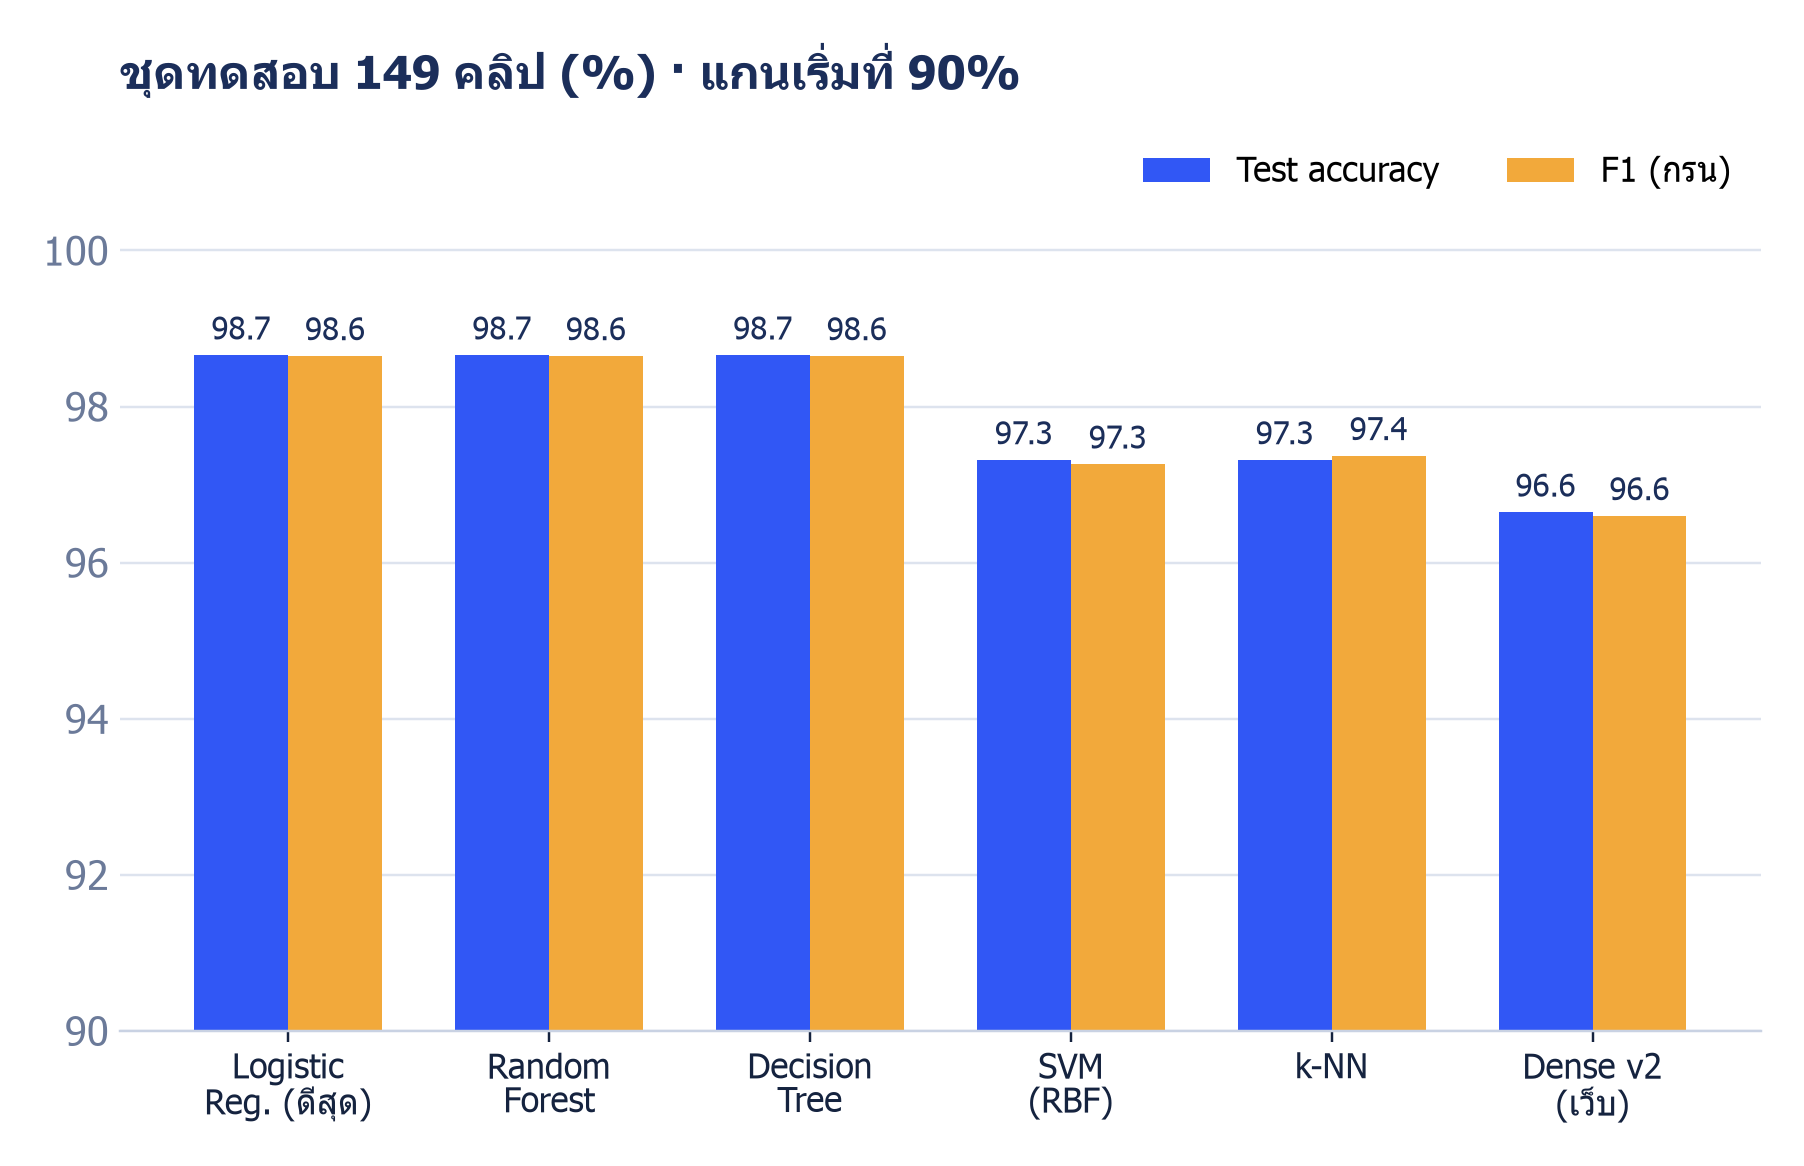 ชุดทดสอบ 149 คลิป (%) · แกนเริ่มที่ 90%
Test accuracy
F1 (กรน)
100
98
96
94
92
90
98.7 98.6 98.7 98.6 98.7 98.6 97.3 97.3 97.3 97.4 96.6 96.6
Logistic
Reg. (ดีสุด)
Random
Forest
Decision
Tree
SVM
(RBF)
k-NN
Dense v2
(เว็บ)